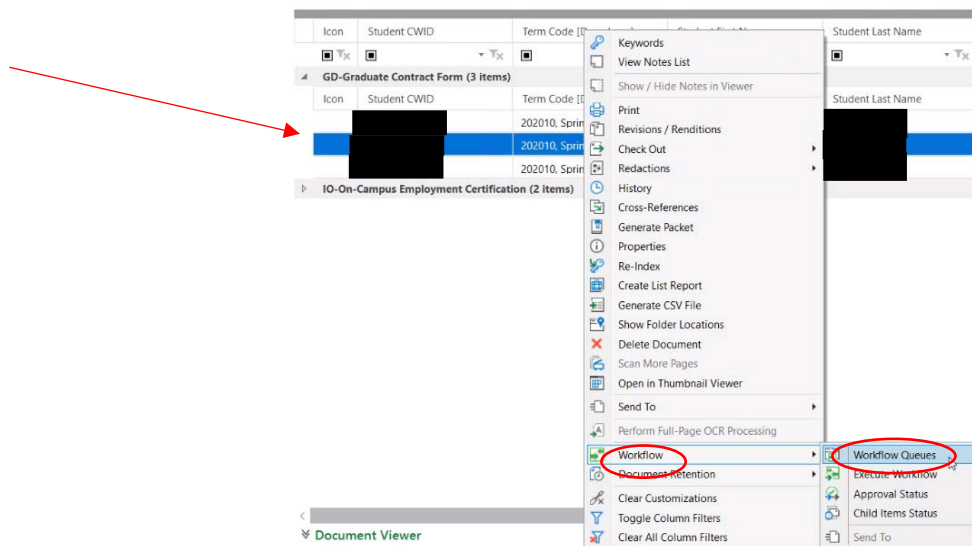 Icon Student CWID Term Code Student Last Name
GD-Graduate Contract Form (3 items)
Icon Student CWID Term Code Student Last Name
202010, Sprin
202010, Sprin
202010, Sprin
IO-On-Campus Employment Certification (2 items)
Keywords
View Notes List
Show / Hide Notes in Viewer
Print
Revisions / Renditions
Check Out
Redactions
History
Cross-References
Generate Packet
Properties
Re-Index
Create List Report
Generate CSV File
Show Folder Locations
Delete Document
Scan More Pages
Open in Thumbnail Viewer
Send To
Perform Full-Page OCR Processing
Workflow
Document Retention
Clear Customizations
Toggle Column Filters
Clear All Column Filters
Workflow Queues
Execute Workflow
Approval Status
Child Items Status
Send To
Document Viewer